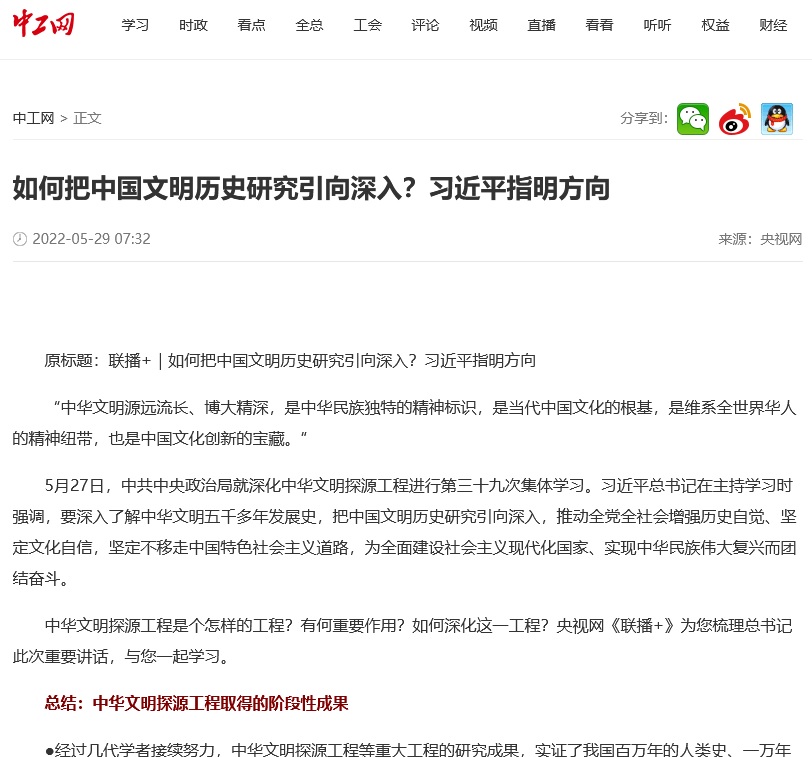 中工网 学习 时政 看点 全总 工会 评论 视频 直播 看看 听听 权益 财经
中工网 > 正文 分享到：
如何把中国文明历史研究引向深入？习近平指明方向
2022-05-29 07:32 来源：央视网
原标题：联播+ | 如何把中国文明历史研究引向深入？习近平指明方向
“中华文明源远流长、博大精深，是中华民族独特的精神标识，是当代中国文化的根基，是维系全世界华人
的精神纽带，也是中国文化创新的宝藏。”
5月27日，中共中央政治局就深化中华文明探源工程进行第三十九次集体学习。习近平总书记在主持学习时
强调，要深入了解中华文明五千多年发展史，把中国文明历史研究引向深入，推动全党全社会增强历史自觉、坚
定文化自信，坚定不移走中国特色社会主义道路，为全面建设社会主义现代化国家、实现中华民族伟大复兴而团
结奋斗。
中华文明探源工程是个怎样的工程？有何重要作用？如何深化这一工程？央视网《联播+》为您梳理总书记
此次重要讲话，与您一起学习。
总结：中华文明探源工程取得的阶段性成果
●经过几代学者接续努力，中华文明探源工程等重大工程的研究成果，实证了我国百万年的人类史、一万年